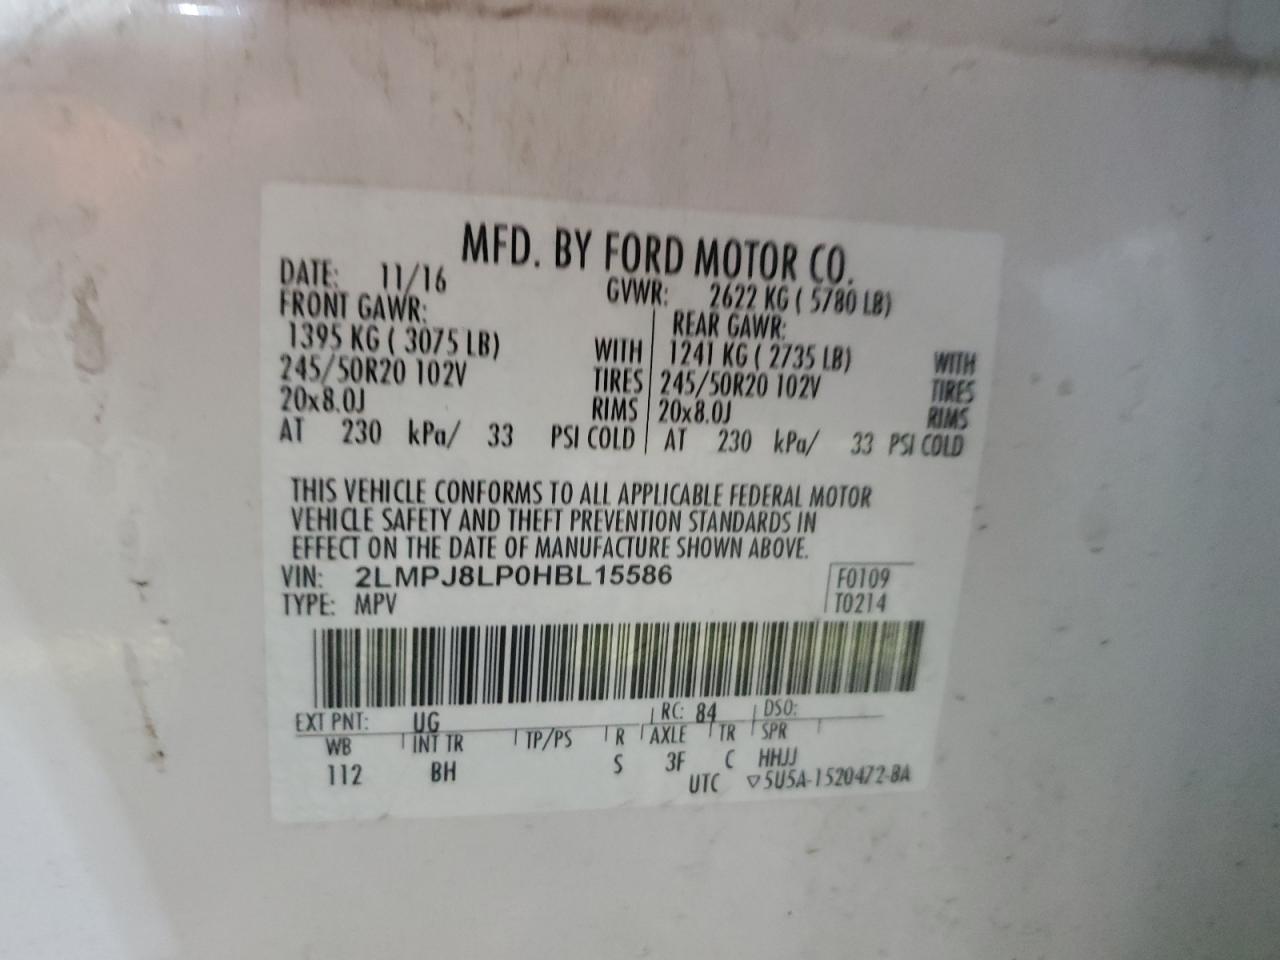 MFD. BY FORD MOTOR CO.
DATE: 11/16 GVWR: 2622 KG ( 5780 LB)
FRONT GAWR: REAR GAWR:
1395 KG ( 3075 LB) WITH 1241 KG ( 2735 LB) WITH
245/50R20 102V TIRES 245/50R20 102V TIRES
20x8.0J RIMS 20x8.0J RIMS
AT 230 kPa/ 33 PSI COLD AT 230 kPa/ 33 PSI COLD
THIS VEHICLE CONFORMS TO ALL APPLICABLE FEDERAL MOTOR
VEHICLE SAFETY AND THEFT PREVENTION STANDARDS IN
EFFECT ON THE DATE OF MANUFACTURE SHOWN ABOVE.
VIN: 2LMPJ8LP0HBL15586 F0109
TYPE: MPV T0214
EXT PNT: UG RC: 84 DSO:
WB INT TR TP/PS R AXLE TR SPR
112 BH S 3F C HHJJ
UTC ▽5U5A-1520472-BA